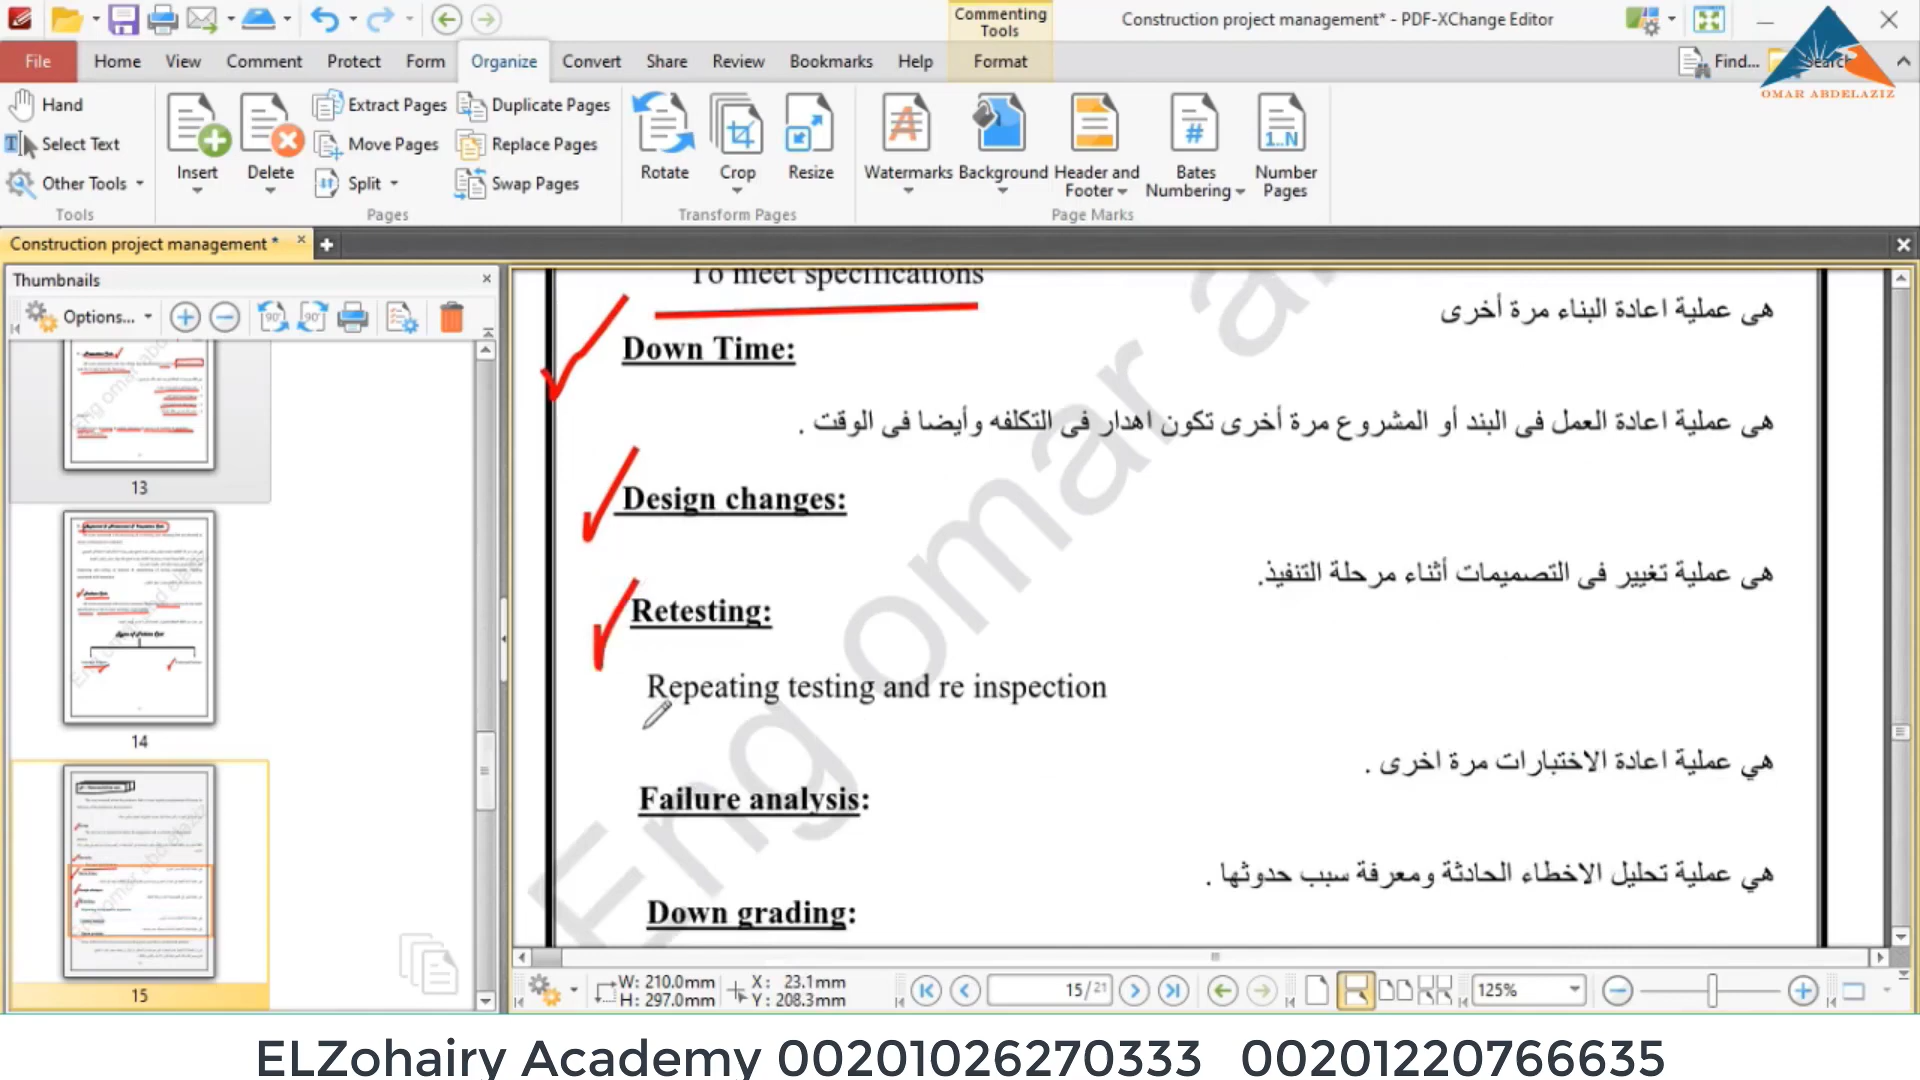 Commenting Tools
Construction project management* - PDF-XChange Editor
File Home View Comment Protect Form Organize Convert Share Review Bookmarks Help Format
Find...
OMAR ABDELAZIZ
Hand
Select Text
Other Tools
Tools
Insert
Delete
Extract Pages
Move Pages
Split
Duplicate Pages
Replace Pages
Swap Pages
Pages
Rotate
Crop
Resize
Transform Pages
Watermarks
Background
Header and Footer
Bates Numbering
Number Pages
Page Marks
Construction project management *
Thumbnails
Options...
13
14
15
To meet specifications
هى عملية اعادة البناء مرة أخرى
Down Time:
هى عملية اعادة العمل فى البند أو المشروع مرة أخرى تكون اهدار فى التكلفه وأيضا فى الوقت .
Design changes:
هى عملية تغيير فى التصميمات أثناء مرحلة التنفيذ.
Retesting:
Repeating testing and re inspection
هي عملية اعادة الاختبارات مرة اخرى .
Failure analysis:
هي عملية تحليل الاخطاء الحادثة ومعرفة سبب حدوثها .
Down grading:
Eng omar a
W: 210.0mm
H: 297.0mm
X: 23.1mm
Y: 208.3mm
15/21
125%
ELZohairy Academy 00201026270333 00201220766635